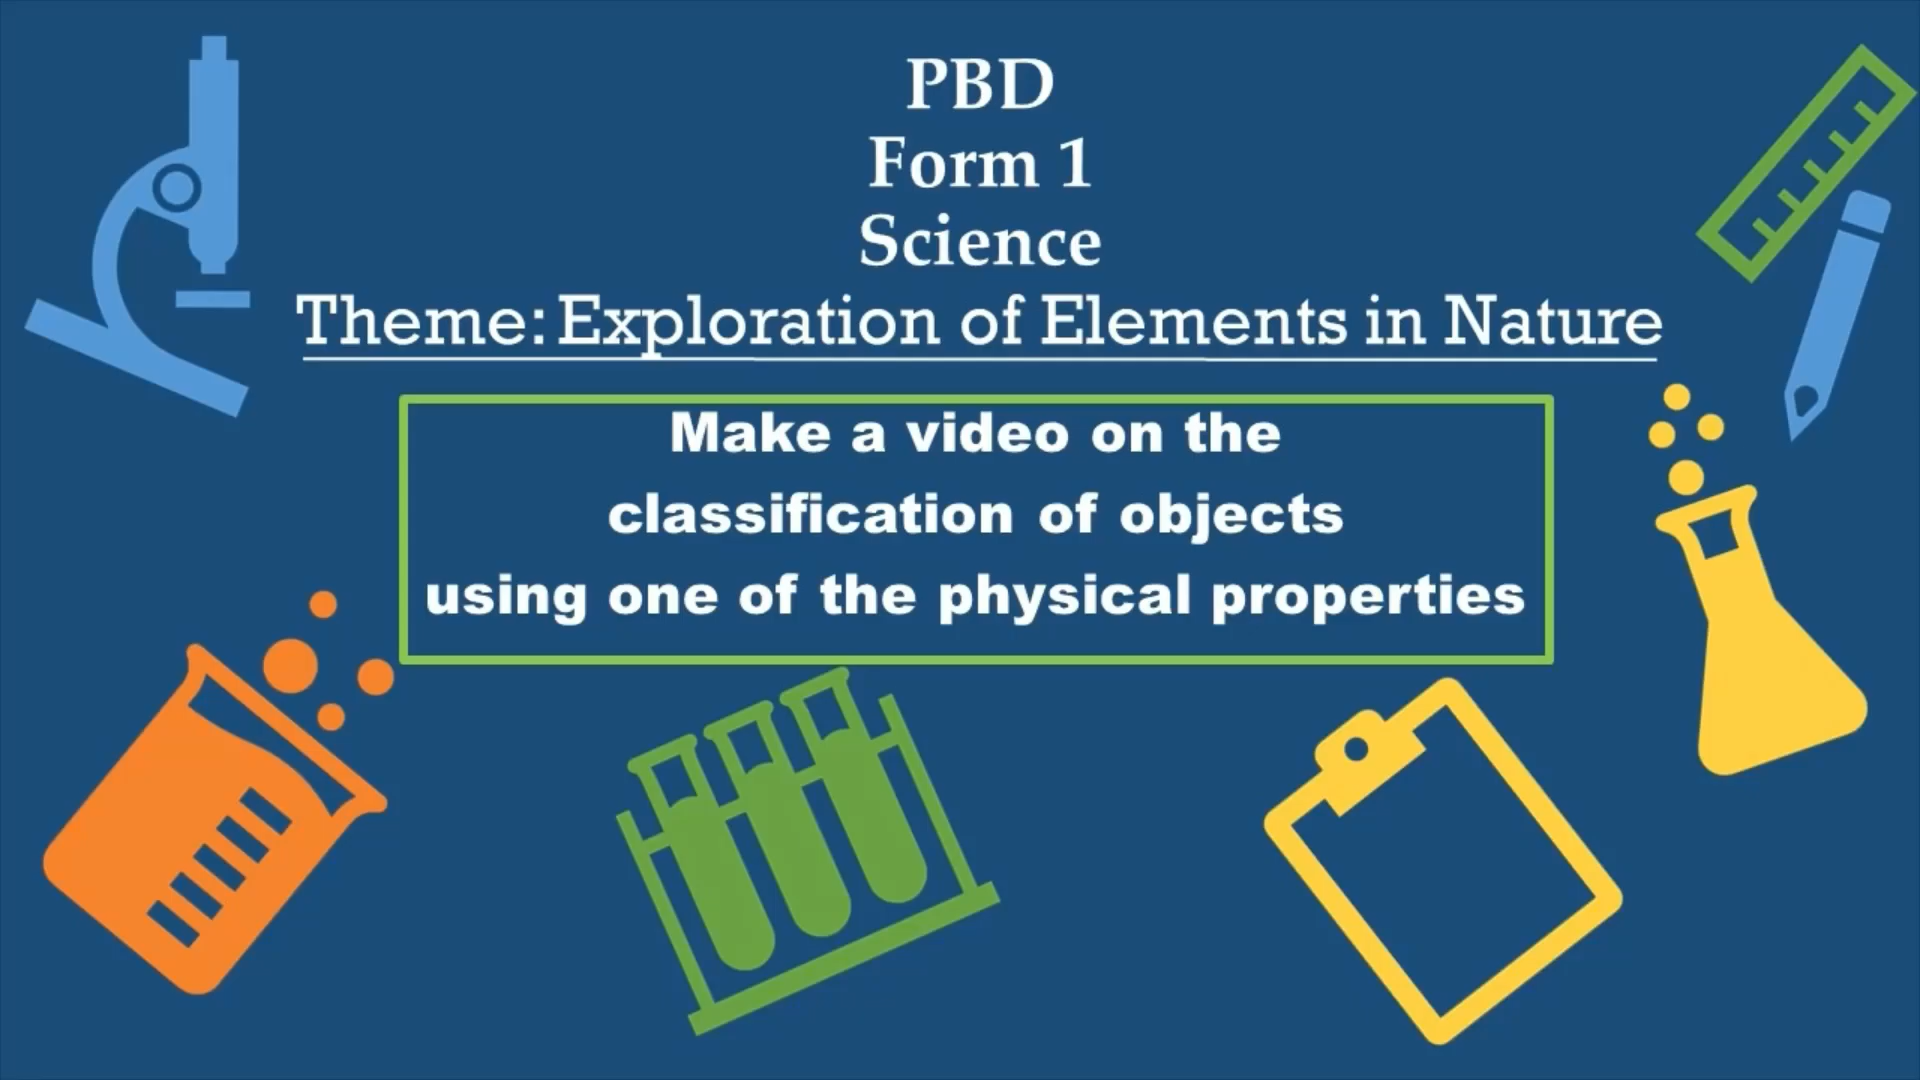 PBD
Form 1
Science
Theme: Exploration of Elements in Nature
Make a video on the
classification of objects
using one of the physical properties